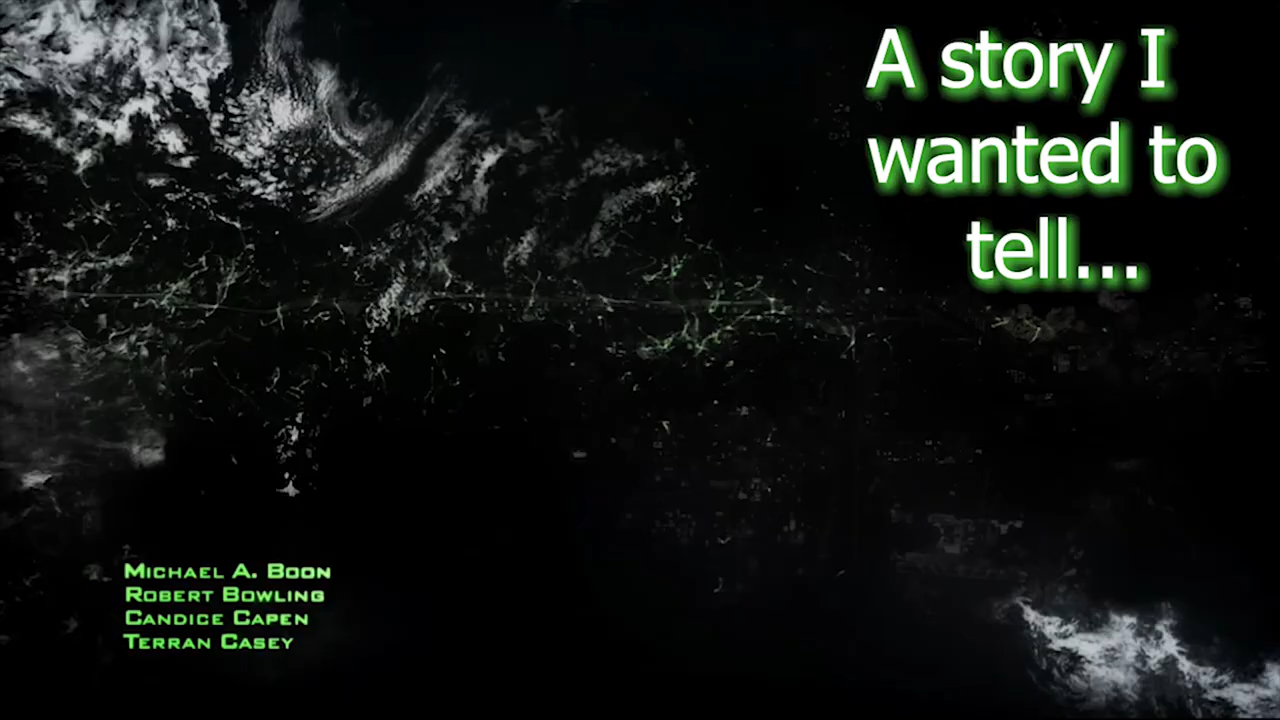 A story I
wanted to
tell...
Michael A. Boon
Robert Bowling
Candice Capen
Terran Casey